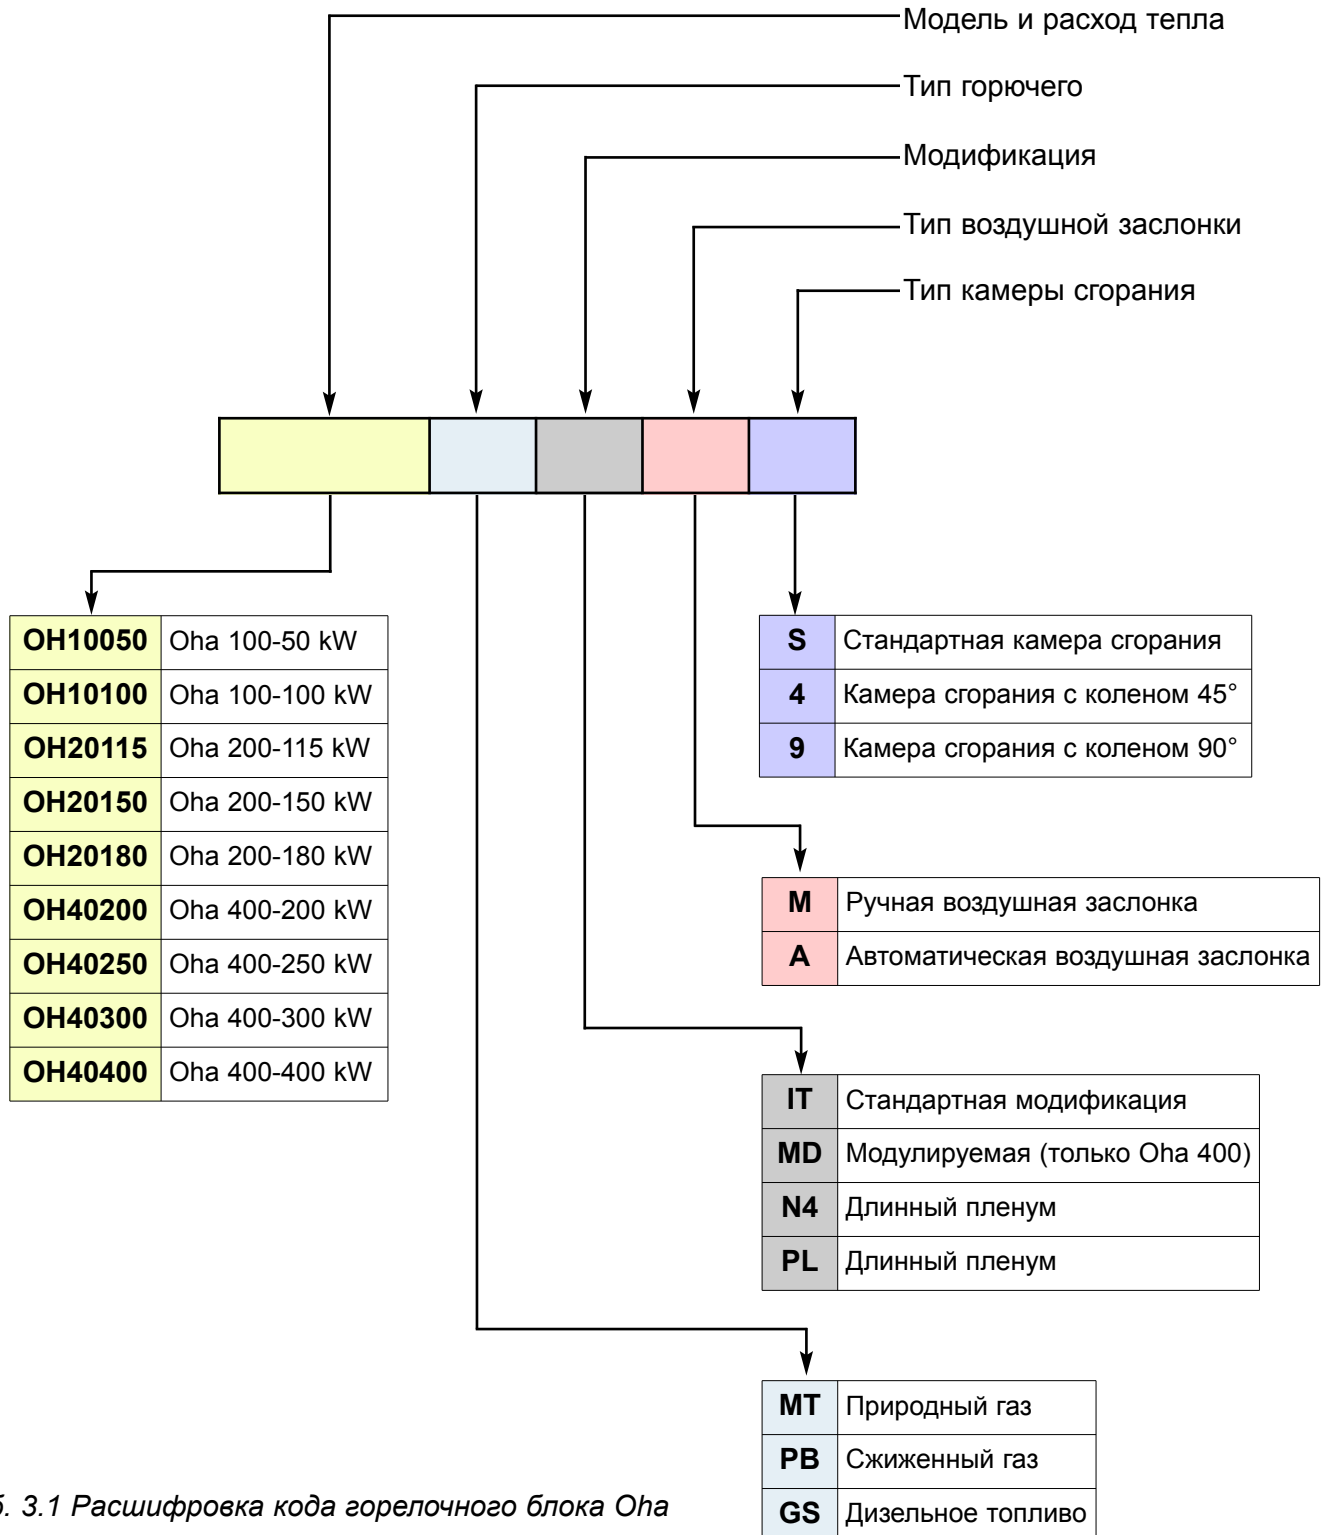 Модель и расход тепла
Тип горючего
Модификация
Тип воздушной заслонки
Тип камеры сгорания
OH10050 Oha 100-50 kW
OH10100 Oha 100-100 kW
OH20115 Oha 200-115 kW
OH20150 Oha 200-150 kW
OH20180 Oha 200-180 kW
OH40200 Oha 400-200 kW
OH40250 Oha 400-250 kW
OH40300 Oha 400-300 kW
OH40400 Oha 400-400 kW
S Стандартная камера сгорания
4 Камера сгорания с коленом 45°
9 Камера сгорания с коленом 90°
M Ручная воздушная заслонка
A Автоматическая воздушная заслонка
IT Стандартная модификация
MD Модулируемая (только Oha 400)
N4 Длинный пленум
PL Длинный пленум
MT Природный газ
PB Сжиженный газ
GS Дизельное топливо
3.1 Расшифровка кода горелочного блока Oha